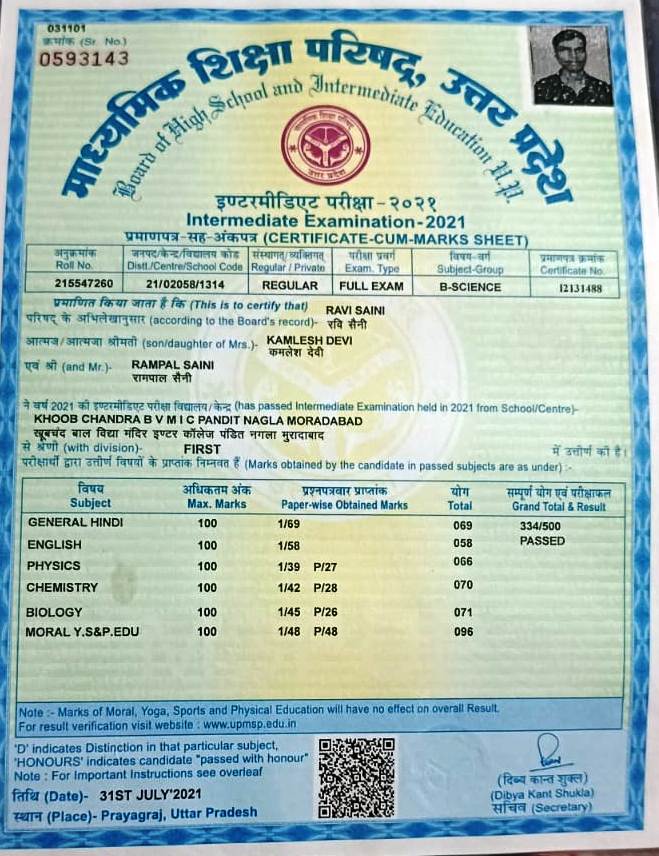 031101
क्रमांक (Sr. No.)
0593143
माध्यमिक शिक्षा परिषद्, उत्तर प्रदेश
Board of High School and Intermediate Education U.P.
माध्यमिक शिक्षा परिषद्
उत्तर प्रदेश
इण्टरमीडिएट परीक्षा - २०२१
Intermediate Examination-2021
प्रमाणपत्र-सह-अंकपत्र (CERTIFICATE-CUM-MARKS SHEET)
अनुक्रमांक जनपद/केन्द्र/विद्यालय कोड संस्थागत/व्यक्तिगत परीक्षा प्रवर्ग विषय-वर्ग प्रमाणपत्र क्रमांक
Roll No. Distt./Centre/School Code Regular / Private Exam. Type Subject-Group Certificate No.
215547260 21/02058/1314 REGULAR FULL EXAM B-SCIENCE 12131488
प्रमाणित किया जाता है कि (This is to certify that) RAVI SAINI
परिषद् के अभिलेखानुसार (according to the Board's record)- रवि सैनी
आत्मज/आत्मजा श्रीमती (son/daughter of Mrs.)- KAMLESH DEVI
कमलेश देवी
एवं श्री (and Mr.)- RAMPAL SAINI
रामपाल सैनी
ने वर्ष 2021 की इण्टरमीडिएट परीक्षा विद्यालय/केन्द्र (has passed Intermediate Examination held in 2021 from School/Centre)-
KHOOB CHANDRA B V M I C PANDIT NAGLA MORADABAD
खूबचंद बाल विद्या मंदिर इण्टर कॉलेज पंडित नगला मुरादाबाद
से श्रेणी (with division)- FIRST में उत्तीर्ण की है।
परीक्षार्थी द्वारा उत्तीर्ण विषयों के प्राप्तांक निम्नवत हैं (Marks obtained by the candidate in passed subjects are as under) :-
विषय अधिकतम अंक प्रश्नपत्रवार प्राप्तांक योग सम्पूर्ण योग एवं परीक्षाफल
Subject Max. Marks Paper-wise Obtained Marks Total Grand Total & Result
GENERAL HINDI 100 1/69 069 334/500
ENGLISH 100 1/58 058 PASSED
PHYSICS 100 1/39 P/27 066
CHEMISTRY 100 1/42 P/28 070
BIOLOGY 100 1/45 P/26 071
MORAL Y.S&P.EDU 100 1/48 P/48 096
Note :- Marks of Moral, Yoga, Sports and Physical Education will have no effect on overall Result.
For result verification visit website : www.upmsp.edu.in
'D' indicates Distinction in that particular subject,
'HONOURS' indicates candidate "passed with honour"
Note : For Important Instructions see overleaf
तिथि (Date)- 31ST JULY'2021
स्थान (Place)- Prayagraj, Uttar Pradesh
(दिव्य कान्त शुक्ल)
(Dibya Kant Shukla)
सचिव (Secretary)